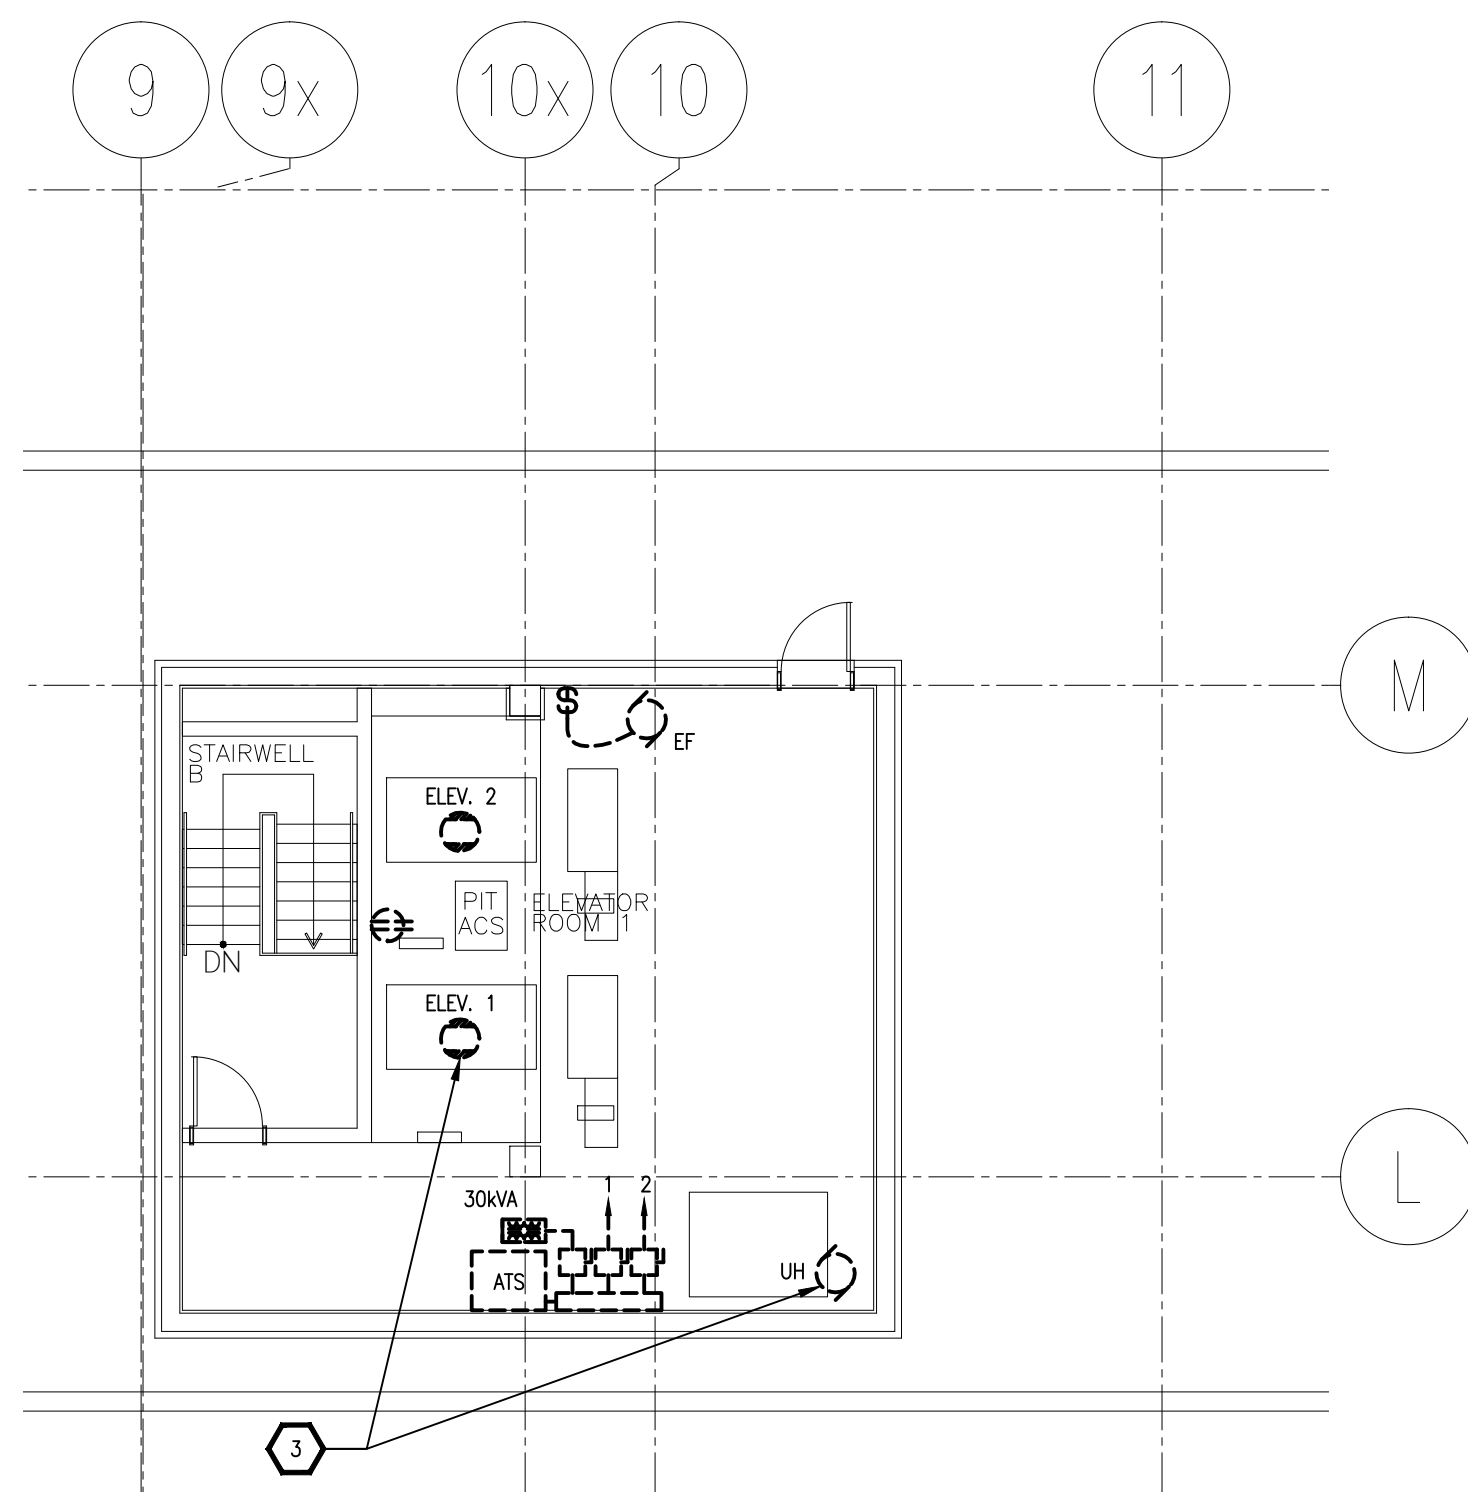 9
9x
10x
10
11
M
$
EF
STAIRWELL
B
ELEV. 2
PIT
ACS
ELEVATOR
ROOM 1
DN
ELEV. 1
L
30kVA
1
2
ATS
UH
3